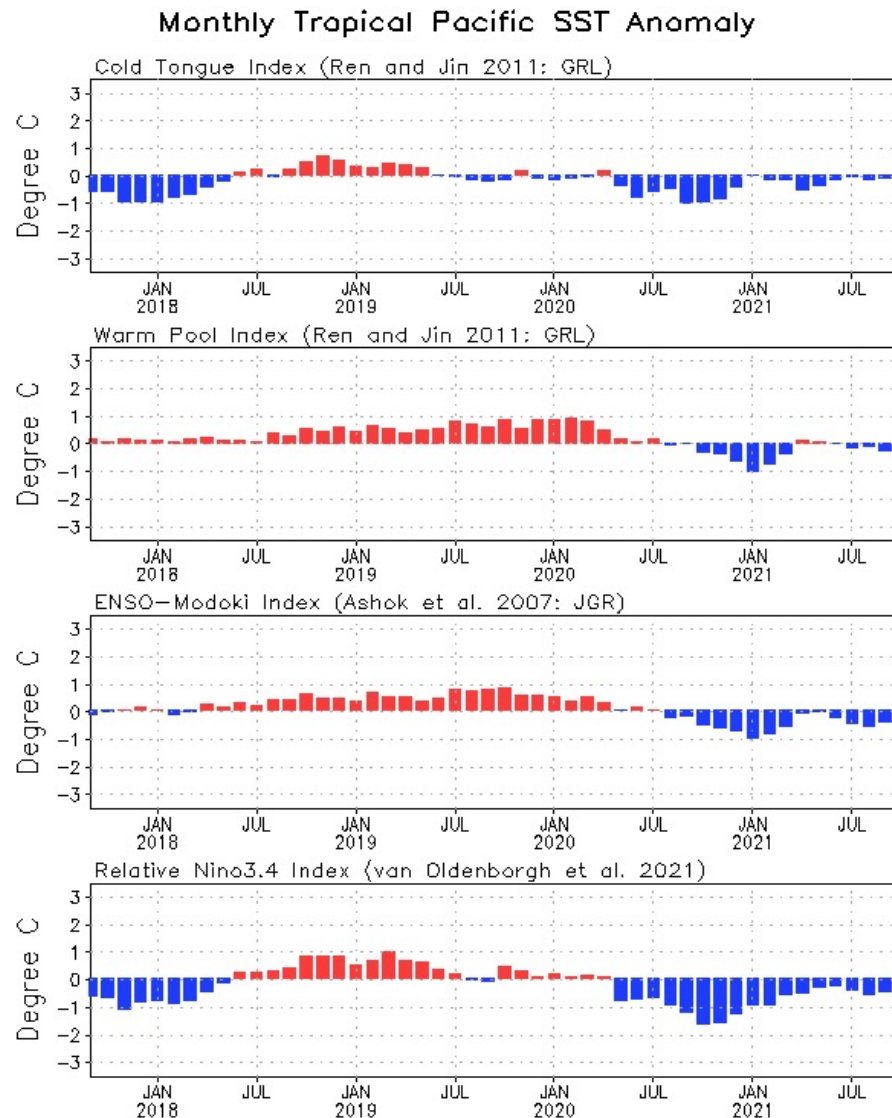 Monthly Tropical Pacific SST Anomaly
Cold Tongue Index (Ren and Jin 2011: GRL)
Degree C
3
2
1
0
-1
-2
-3
JAN JUL JAN JUL JAN JUL JAN JUL
2018 2019 2020 2021
Warm Pool Index (Ren and Jin 2011: GRL)
Degree C
3
2
1
0
-1
-2
-3
JAN JUL JAN JUL JAN JUL JAN JUL
2018 2019 2020 2021
ENSO-Modoki Index (Ashok et al. 2007: JGR)
Degree C
3
2
1
0
-1
-2
-3
JAN JUL JAN JUL JAN JUL JAN JUL
2018 2019 2020 2021
Relative Nino3.4 Index (van Oldenborgh et al. 2021)
Degree C
3
2
1
0
-1
-2
-3
JAN JUL JAN JUL JAN JUL JAN JUL
2018 2019 2020 2021